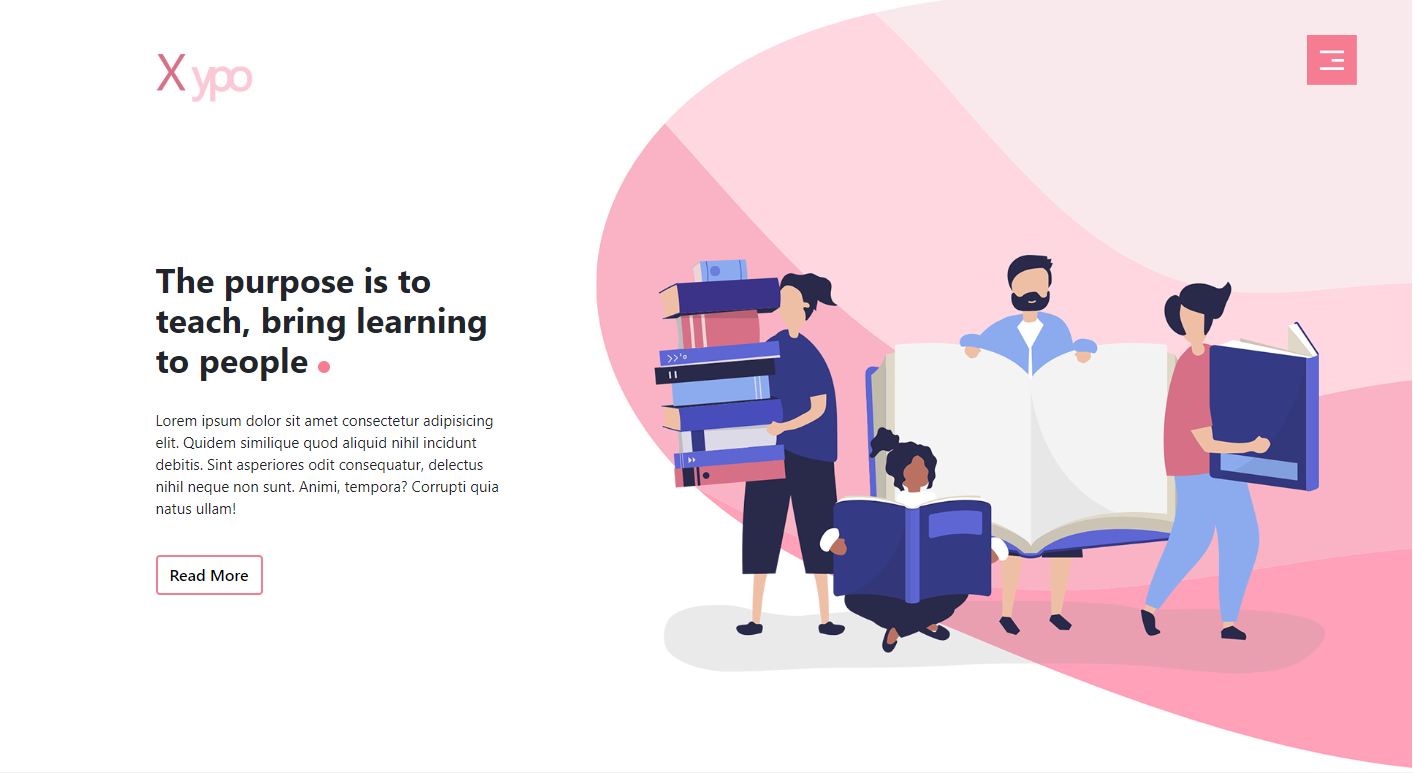 X ypo
The purpose is to
teach, bring learning
to people
Lorem ipsum dolor sit amet consectetur adipisicing
elit. Quidem similique quod aliquid nihil incidunt
debitis. Sint asperiores odit consequatur, delectus
nihil neque non sunt. Animi, tempora? Corrupti quia
natus ullam!
Read More